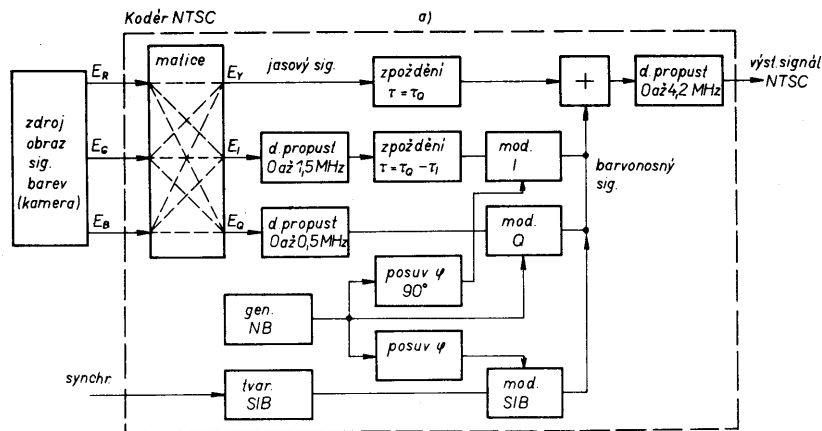 Kodér NTSC
a)
zdroj
obraz
sig.
barev
(kamera)
E_R
E_G
E_B
matice
E_Y
E_I
E_Q
jasový sig.
zpoždění
τ = τ_Q
+
d. propust
0 až 4,2 MHz
výst. signál
NTSC
d. propust
0 až 1,5 MHz
zpoždění
τ = τ_Q - τ_I
mod.
I
barvonosný
sig.
d. propust
0 až 0,5 MHz
mod.
Q
posuv φ
90°
gen.
NB
posuv φ
synchr.
tvar.
SIB
mod.
SIB